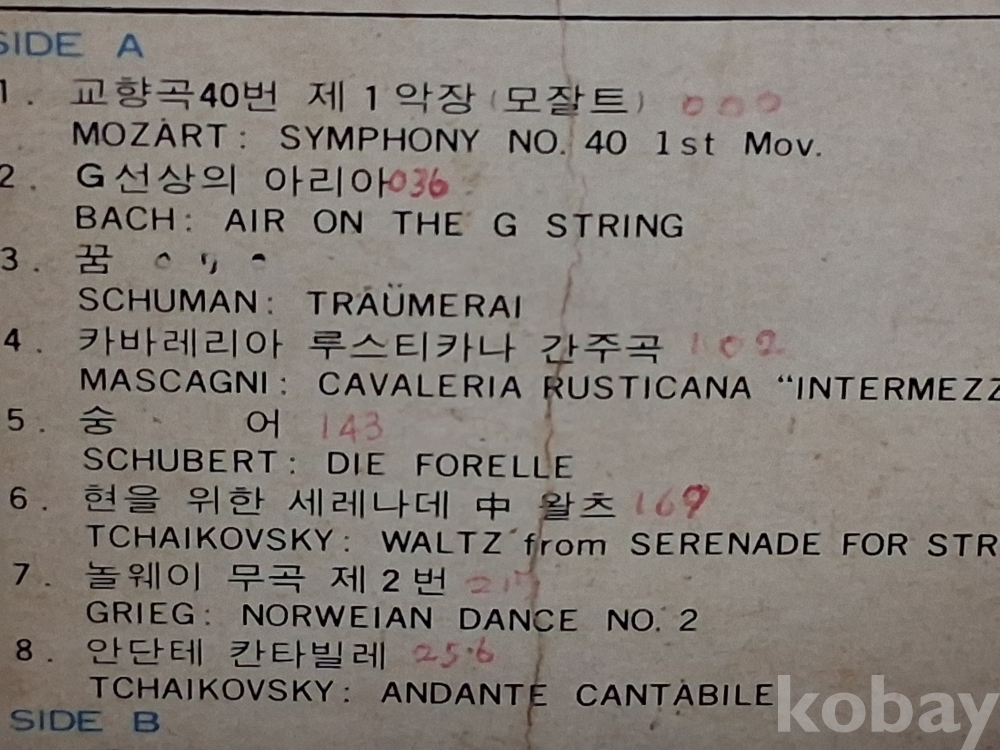 SIDE A
1. 교향곡40번 제1악장 (모잘트) 000
MOZART: SYMPHONY NO. 40 1st Mov.
2. G선상의 아리아 036
BACH: AIR ON THE G STRING
3. 꿈
SCHUMAN: TRAÜMERAI
4. 카바레리아 루스티카나 간주곡 102
MASCAGNI: CAVALERIA RUSTICANA “INTERMEZZ
5. 숭 어 143
SCHUBERT: DIE FORELLE
6. 현을 위한 세레나데 中 왈츠 169
TCHAIKOVSKY: WALTZ from SERENADE FOR STR
7. 놀웨이 무곡 제2번
GRIEG: NORWEIAN DANCE NO. 2
8. 안단테 칸타빌레 256
TCHAIKOVSKY: ANDANTE CANTABILE
SIDE B
kobay